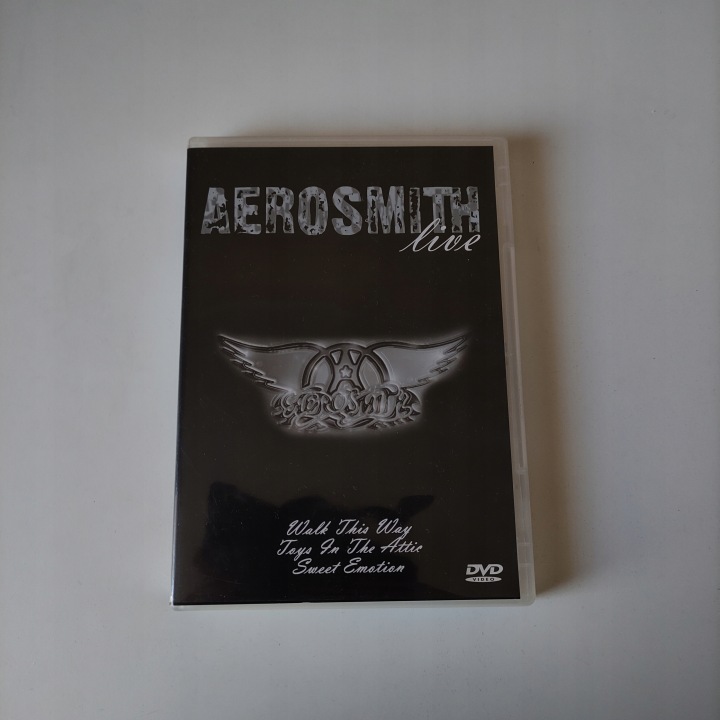 AEROSMITH
live
AEROSMITH
Walk This Way
Toys In The Attic
Sweet Emotion
DVD
VIDEO